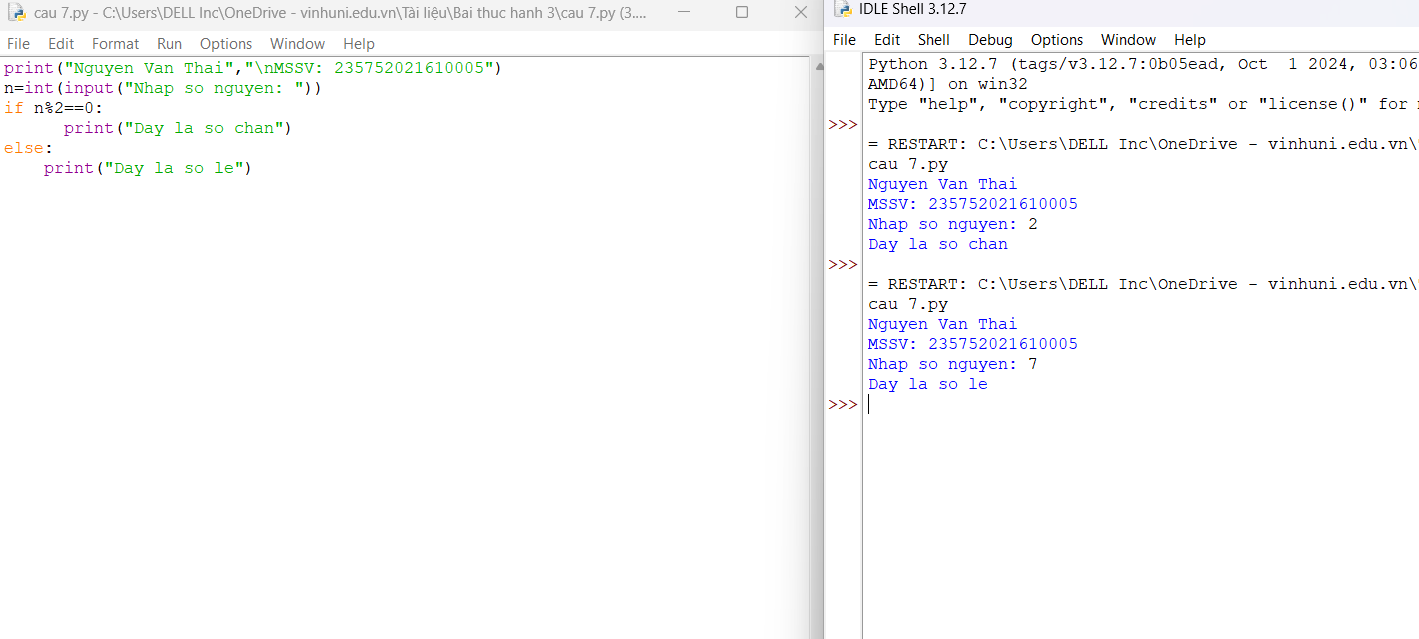 cau 7.py - C:\Users\DELL Inc\OneDrive - vinhuni.edu.vn\Tài liệu\Bai thuc hanh 3\cau 7.py (3....
File Edit Format Run Options Window Help
print("Nguyen Van Thai","\nMSSV: 235752021610005")
n=int(input("Nhap so nguyen: "))
if n%2==0:
      print("Day la so chan")
else:
    print("Day la so le")
IDLE Shell 3.12.7
File Edit Shell Debug Options Window Help
Python 3.12.7 (tags/v3.12.7:0b05ead, Oct  1 2024, 03:06
AMD64)] on win32
Type "help", "copyright", "credits" or "license()" for
>>>
= RESTART: C:\Users\DELL Inc\OneDrive - vinhuni.edu.vn\
cau 7.py
Nguyen Van Thai
MSSV: 235752021610005
Nhap so nguyen: 2
Day la so chan
>>>
= RESTART: C:\Users\DELL Inc\OneDrive - vinhuni.edu.vn\
cau 7.py
Nguyen Van Thai
MSSV: 235752021610005
Nhap so nguyen: 7
Day la so le
>>>